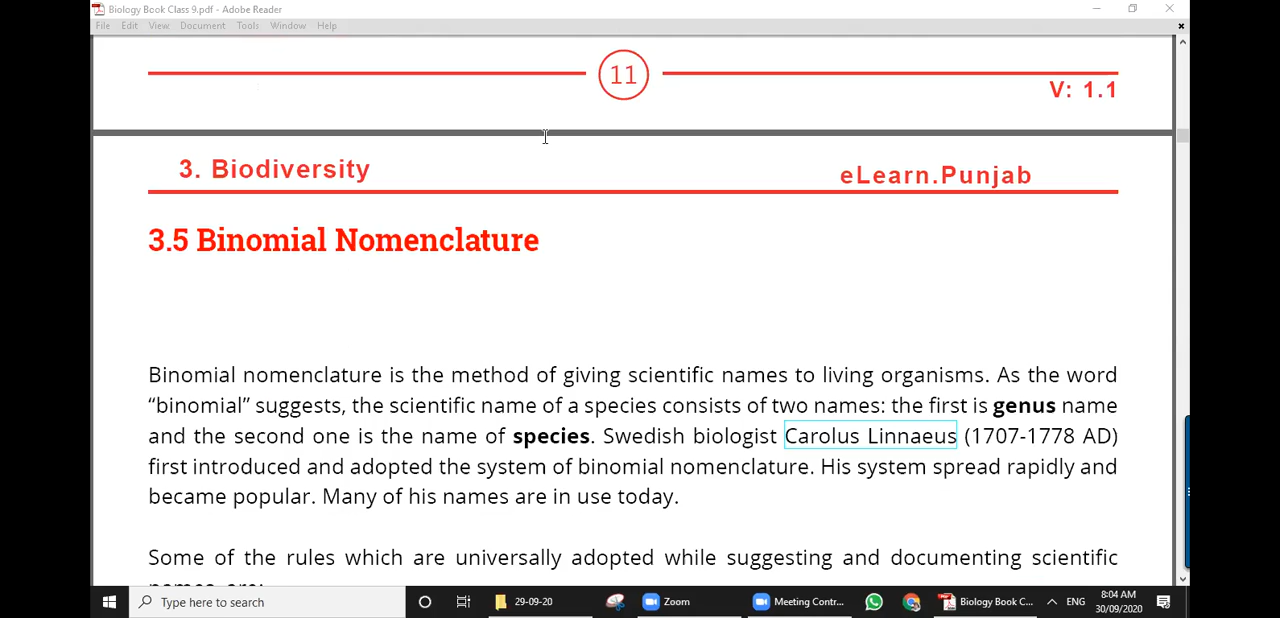 Biology Book Class 9.pdf - Adobe Reader
File Edit View Document Tools Window Help
11
V: 1.1
3. Biodiversity
eLearn.Punjab
3.5 Binomial Nomenclature
Binomial nomenclature is the method of giving scientific names to living organisms. As the word
“binomial” suggests, the scientific name of a species consists of two names: the first is genus name
and the second one is the name of species. Swedish biologist Carolus Linnaeus (1707-1778 AD)
first introduced and adopted the system of binomial nomenclature. His system spread rapidly and
became popular. Many of his names are in use today.
Some of the rules which are universally adopted while suggesting and documenting scientific
names, are:
Type here to search
29-09-20
Zoom
Meeting Contr...
Biology Book C...
ENG
8:04 AM
30/09/2020